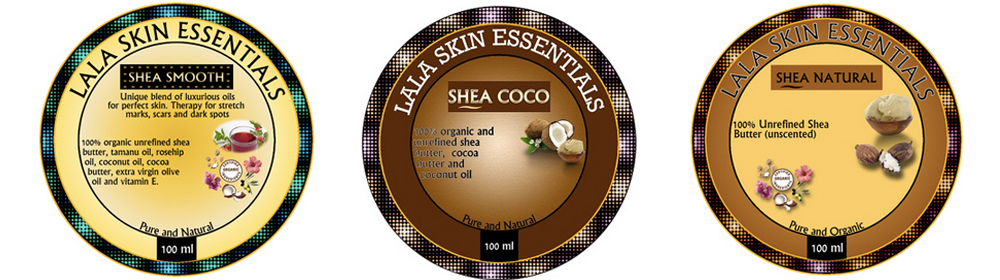 LALA SKIN ESSENTIALS
SHEA SMOOTH
Unique blend of luxurious oils
for perfect skin. Therapy for stretch
marks, scars and dark spots
100% organic unrefined shea
butter, tamanu oil, rosehip
oil, coconut oil, cocoa
butter, extra virgin olive
oil and vitamin E.
ORGANIC
Pure and Natural
100 ml
LALA SKIN ESSENTIALS
SHEA COCO
100% organic and
unrefined shea
butter, cocoa
butter and
coconut oil
Pure and Natural
100 ml
LALA SKIN ESSENTIALS
SHEA NATURAL
100% Unrefined Shea
Butter (unscented)
ORGANIC
Pure and Organic
100 ml